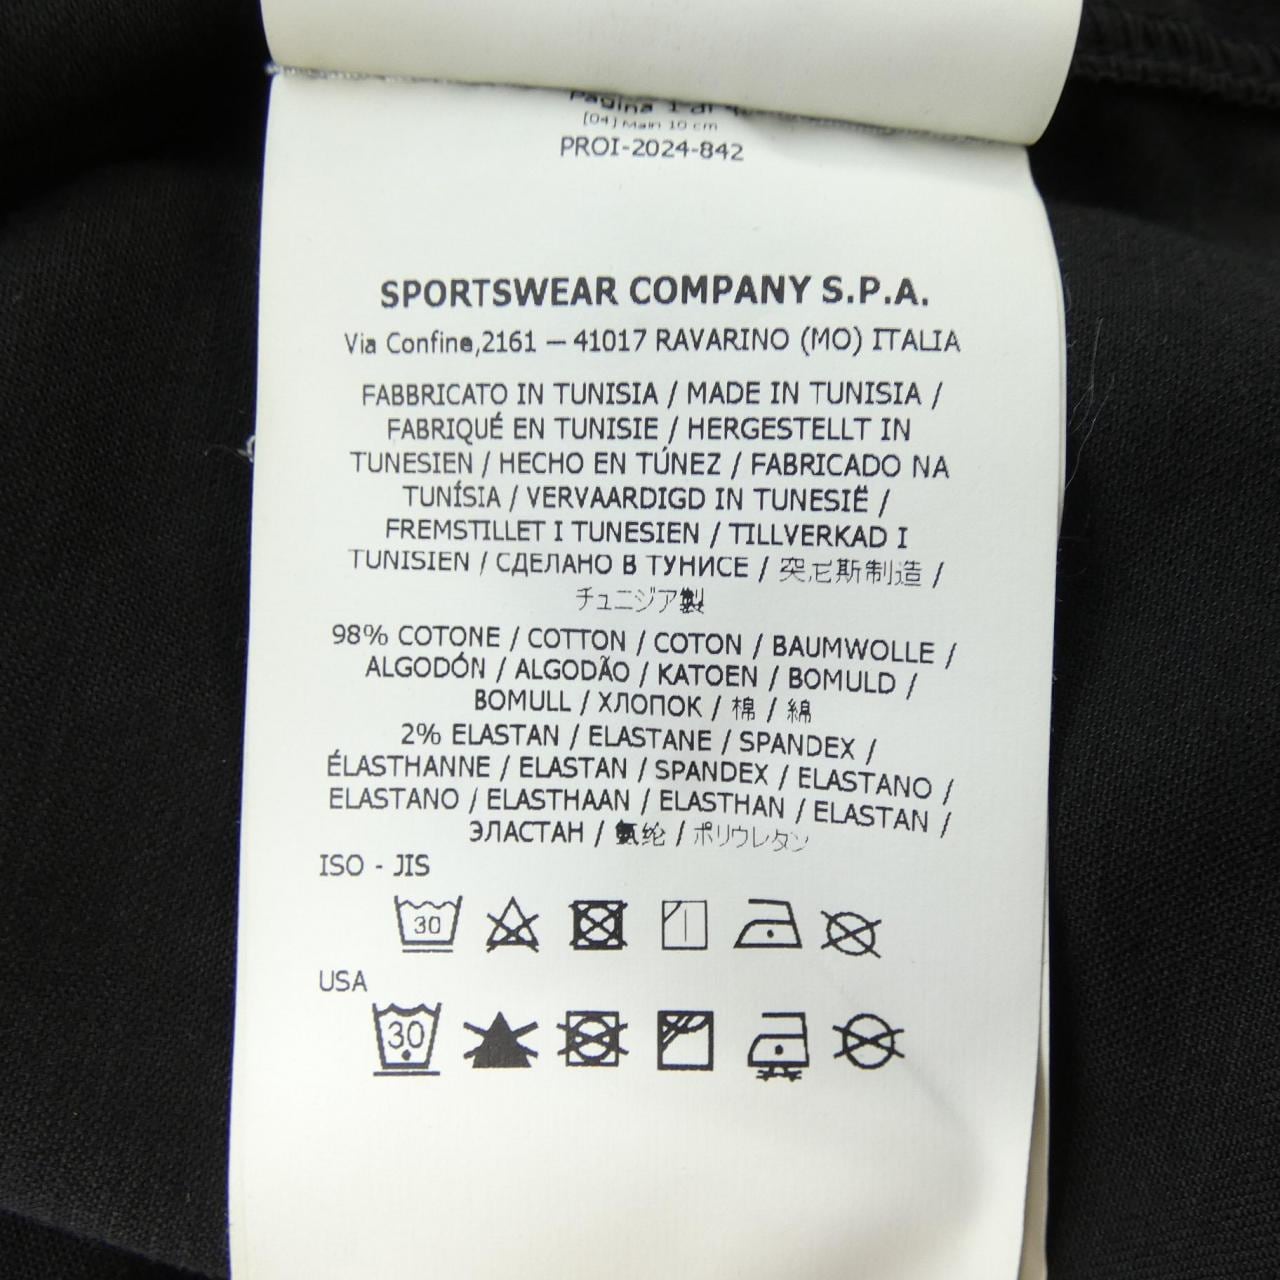 Pagina 1 di
[04] Main 10 cm
PROI-2024-842
SPORTSWEAR COMPANY S.P.A.
Via Confine,2161 – 41017 RAVARINO (MO) ITALIA
FABBRICATO IN TUNISIA / MADE IN TUNISIA /
FABRIQUÉ EN TUNISIE / HERGESTELLT IN
TUNESIEN / HECHO EN TÚNEZ / FABRICADO NA
TUNÍSIA / VERVAARDIGD IN TUNESIË /
FREMSTILLET I TUNESIEN / TILLVERKAD I
TUNISIEN / СДЕЛАНО В ТУНИСЕ / 突尼斯制造 /
チュニジア製
98% COTONE / COTTON / COTON / BAUMWOLLE /
ALGODÓN / ALGODÃO / KATOEN / BOMULD /
BOMULL / ХЛОПОК / 棉 / 綿
2% ELASTAN / ELASTANE / SPANDEX /
ÉLASTHANNE / ELASTAN / SPANDEX / ELASTANO /
ELASTANO / ELASTHAAN / ELASTHAN / ELASTAN /
ЭЛАСТАН / 氨纶 / ポリウレタン
ISO - JIS
30
USA
30